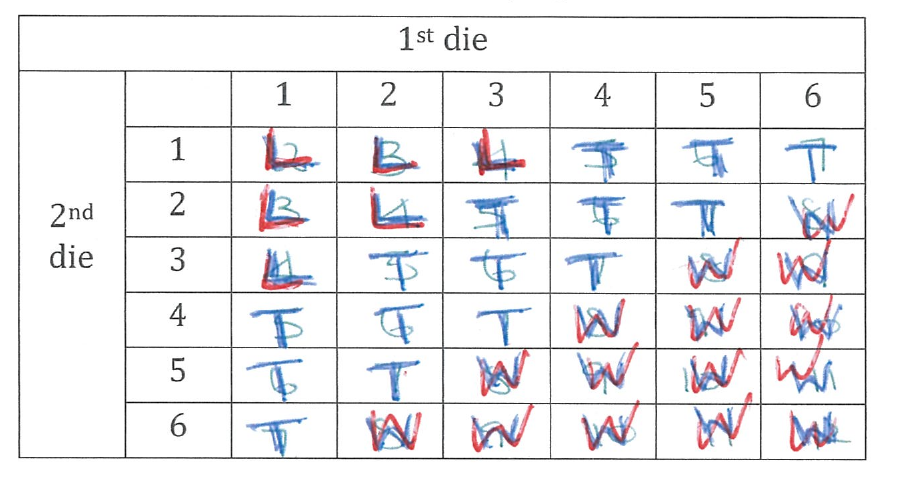 1st die
1 2 3 4 5 6
2nd die
1 L L L T T T
2 L L T T T W
3 L T T T W W
4 T T T W W W
5 T T W W W W
6 T W W W W W